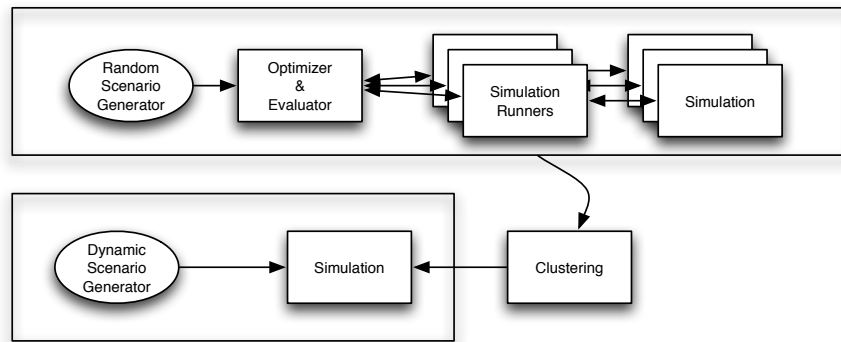 Random
Scenario
Generator
Optimizer
&
Evaluator
Simulation
Runners
Simulation
Dynamic
Scenario
Generator
Simulation
Clustering